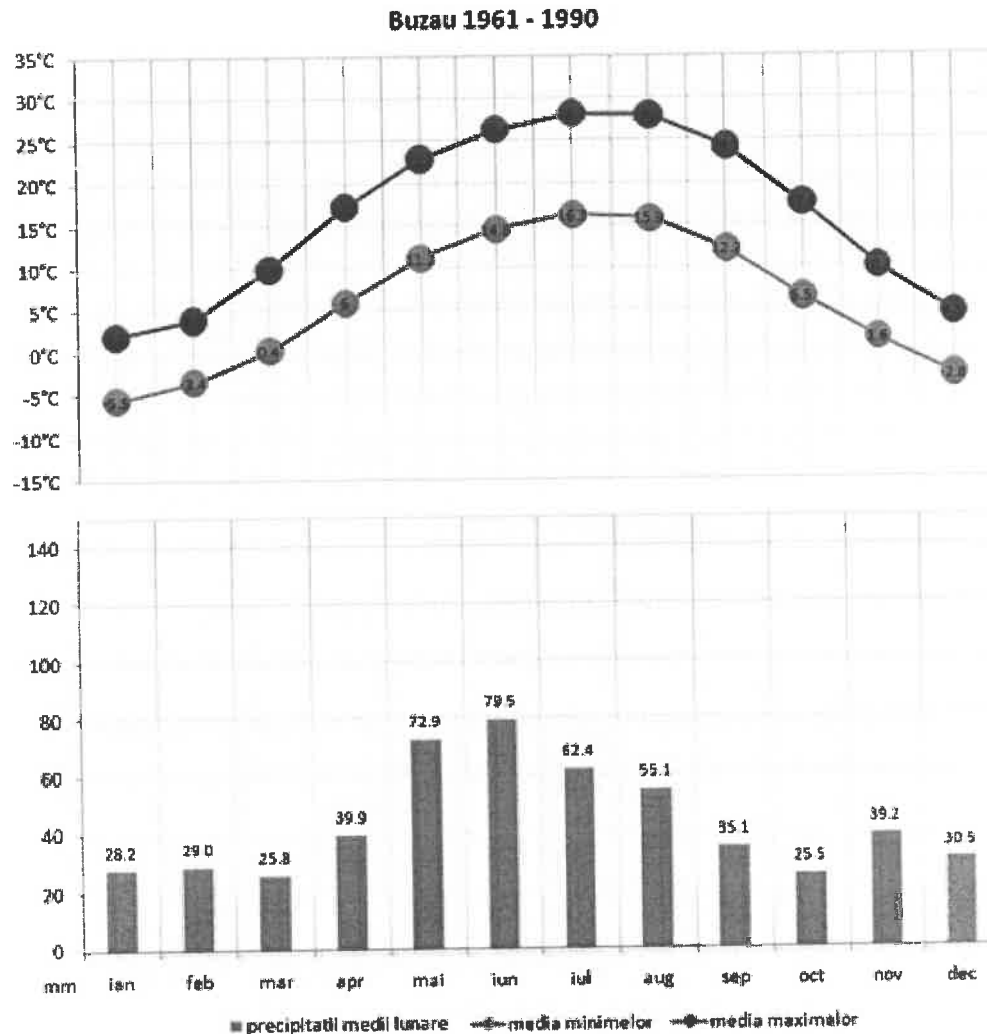 Buzau 1961 - 1990
35°C
30°C
25°C
20°C
15°C
10°C
5°C
0°C
-5°C
-10°C
-15°C
0.4
6.5
1.6
140
120
100
80
60
40
20
0
28.2
29.0
25.8
39.9
72.9
79.5
62.4
55.1
35.1
25.5
39.2
30.5
mm ian feb mar apr mai iun iul aug sep oct nov dec
precipitatii medii lunare media minimelor media maximelor